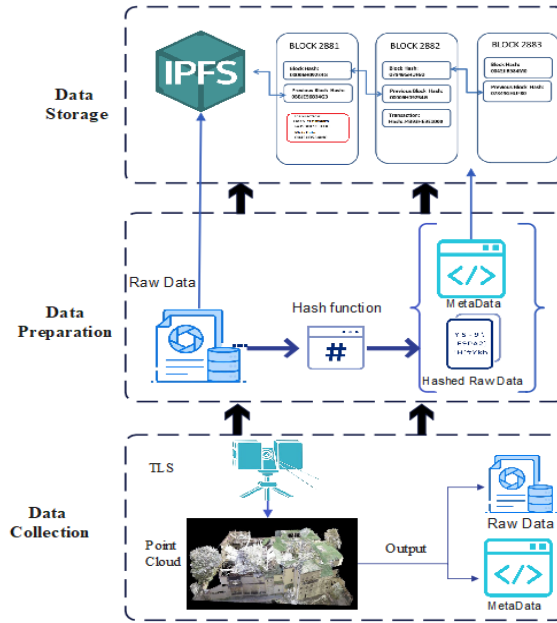 Data
Storage
IPFS
BLOCK 2881
Block Hash:
Previous Block Hash:
BLOCK 2882
Block Hash:
Previous Block Hash:
Transaction:
BLOCK 2883
Block Hash:
Previous Block Hash:
Data
Preparation
Raw Data
Hash function
#
</>
MetaData
Hashed Raw Data
Data
Collection
TLS
Point
Cloud
Output
Raw Data
</>
MetaData